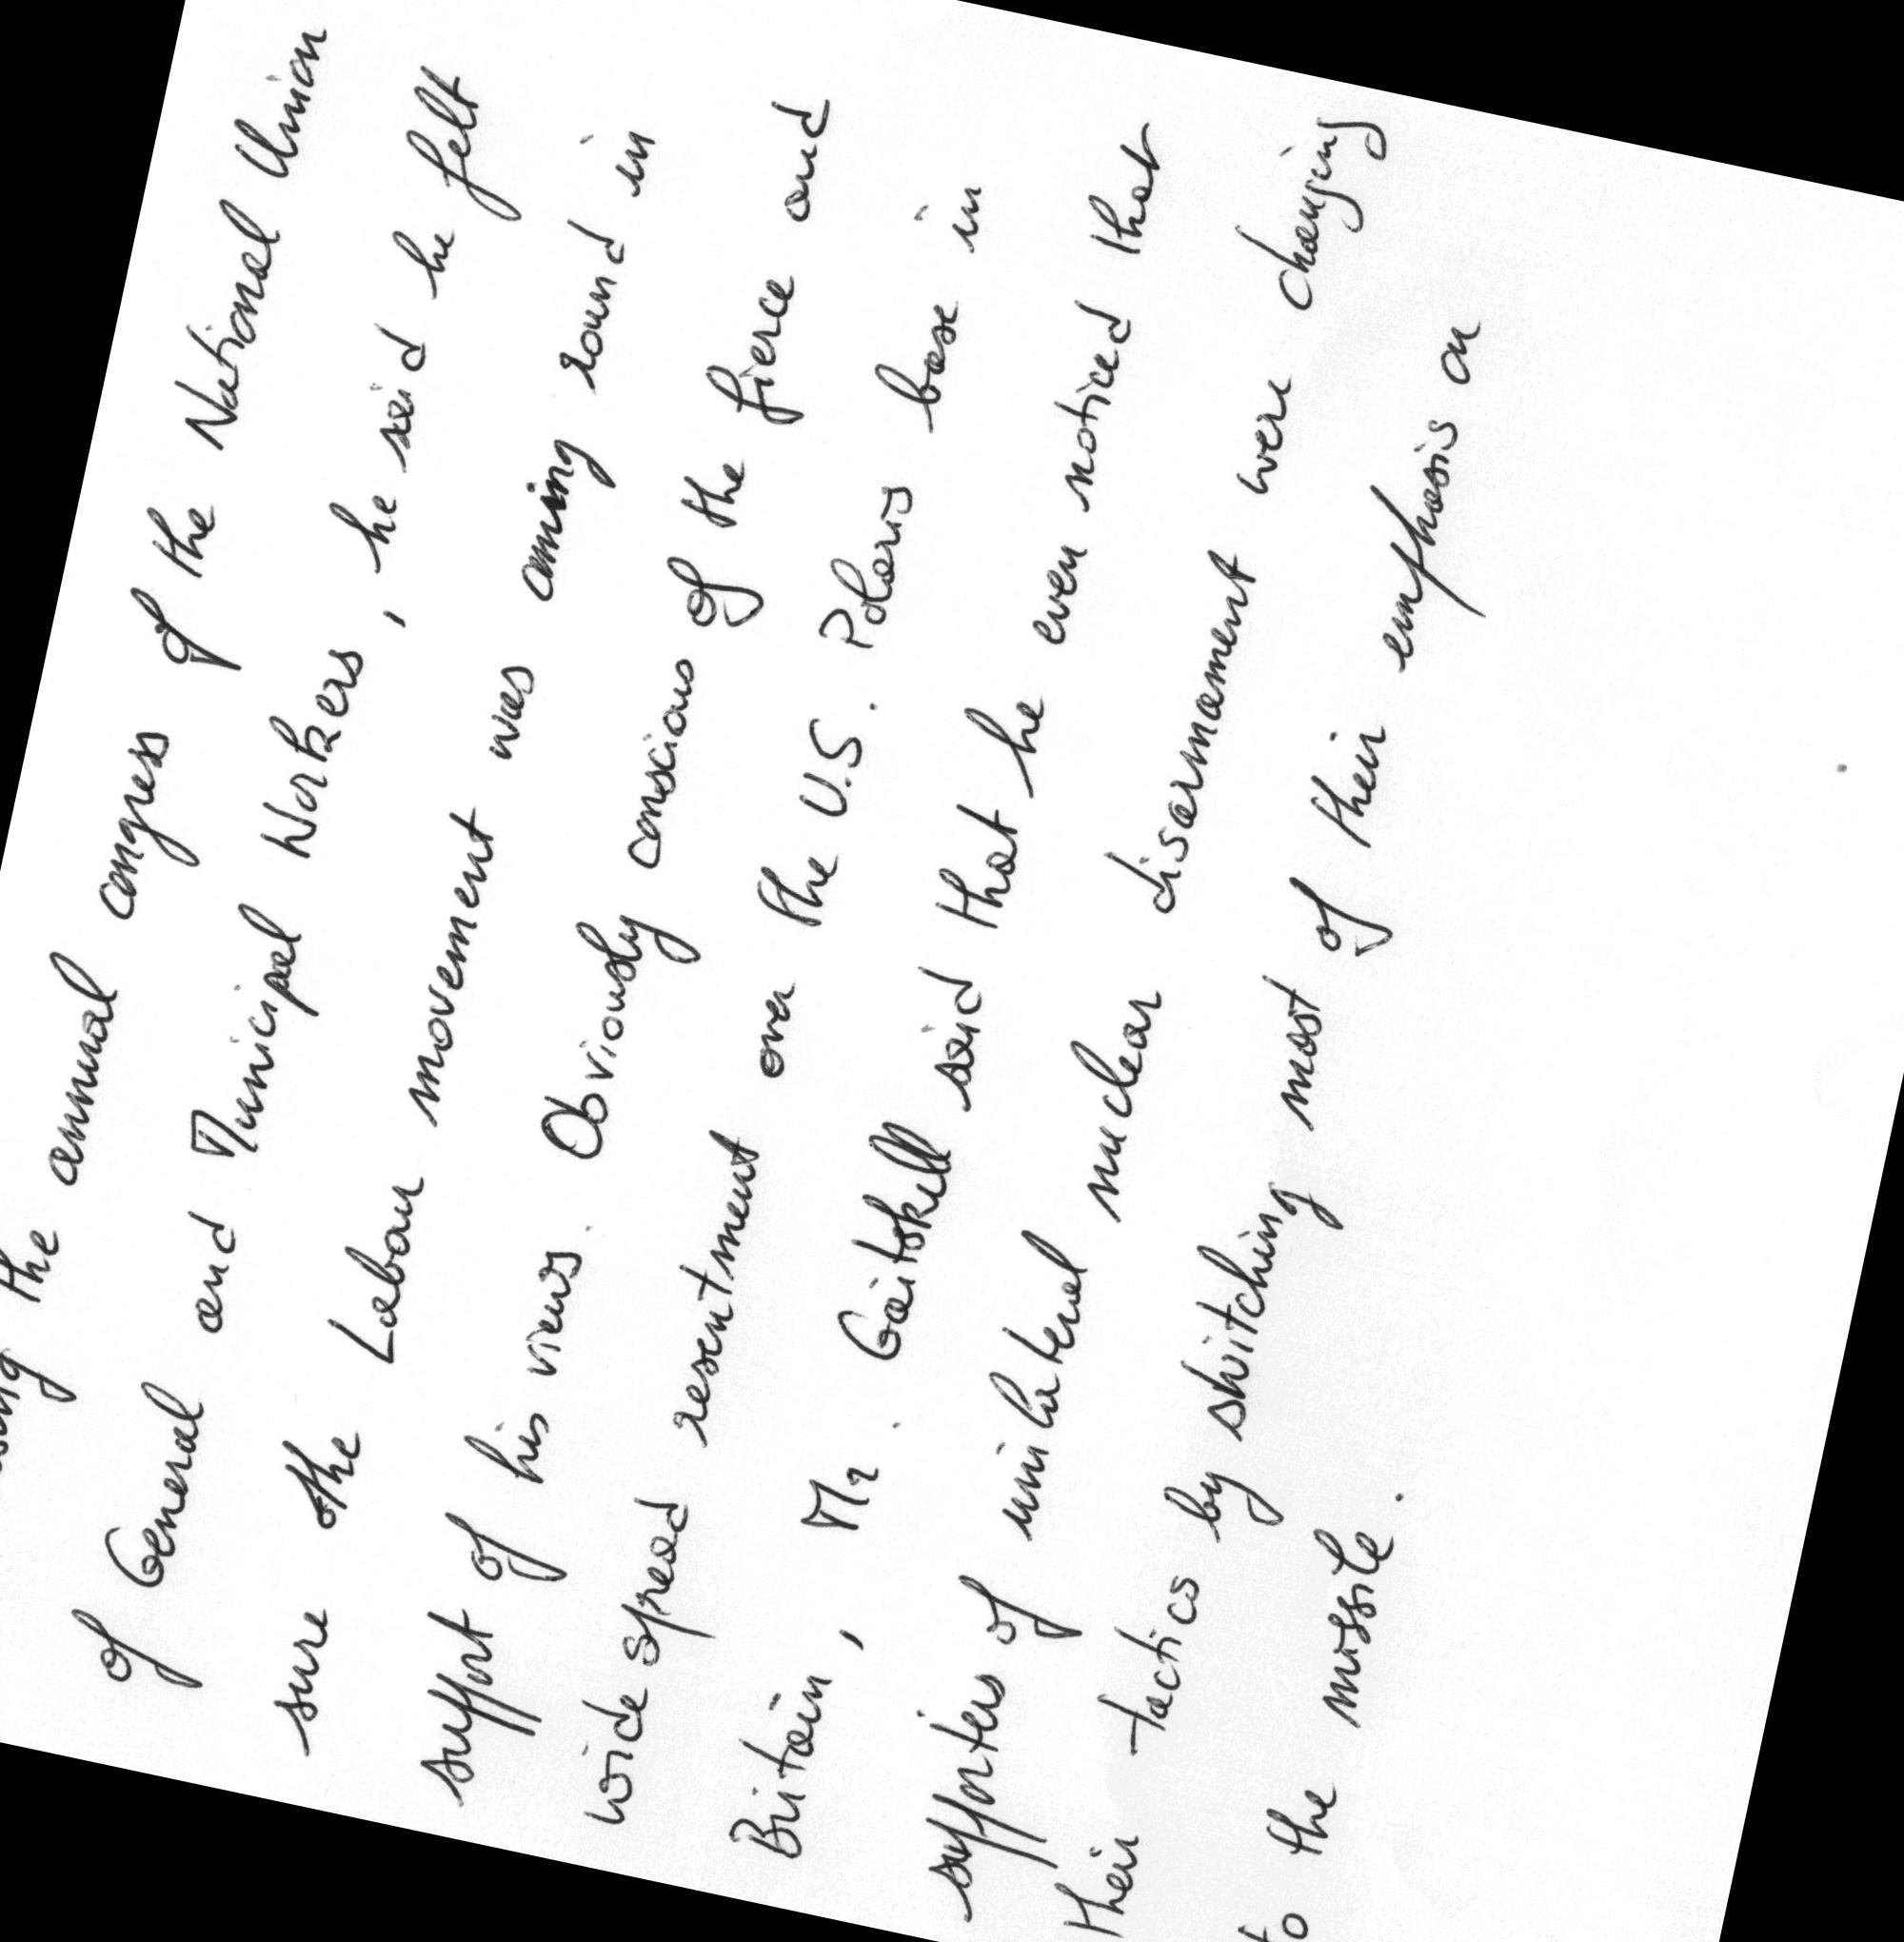 the annual congress of the National Union
of General and Municipal Workers, he said he felt
sure the Labour movement was coming round in
support of his views. Obviously conscious of the fierce and
wide spread resentment over the U.S. Polaris base in
Britain, Mr. Gaitskell said that he even noticed that
supporters of unilateral nuclear disarmament were changing
their tactics by switching most of their emphasis on
to the missile.